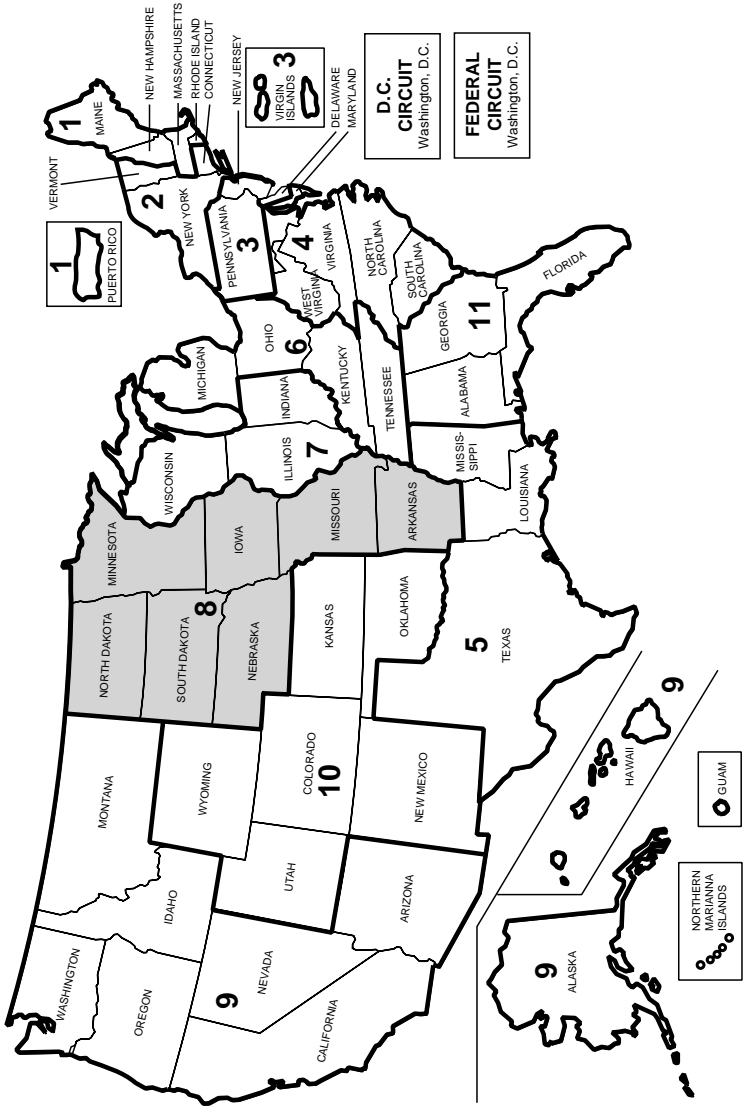 WASHINGTON
OREGON
CALIFORNIA
NEVADA
9
IDAHO
MONTANA
WYOMING
UTAH
COLORADO
10
ARIZONA
NEW MEXICO
NORTH DAKOTA
SOUTH DAKOTA
8
NEBRASKA
KANSAS
OKLAHOMA
TEXAS
5
MINNESOTA
IOWA
MISSOURI
ARKANSAS
LOUISIANA
WISCONSIN
ILLINOIS
7
INDIANA
MICHIGAN
OHIO
6
KENTUCKY
TENNESSEE
MISSIS-
SIPPI
ALABAMA
GEORGIA
11
FLORIDA
SOUTH
CAROLINA
NORTH
CAROLINA
VIRGINIA
4
WEST
VIRGINIA
PENNSYLVANIA
3
NEW YORK
2
VERMONT
1
MAINE
NEW HAMPSHIRE
MASSACHUSETTS
RHODE ISLAND
CONNECTICUT
NEW JERSEY
DELAWARE
MARYLAND
1
PUERTO RICO
VIRGIN
ISLANDS
3
D.C.
CIRCUIT
Washington, D.C.
FEDERAL
CIRCUIT
Washington, D.C.
9
ALASKA
HAWAII
9
NORTHERN
MARIANNA
ISLANDS
GUAM